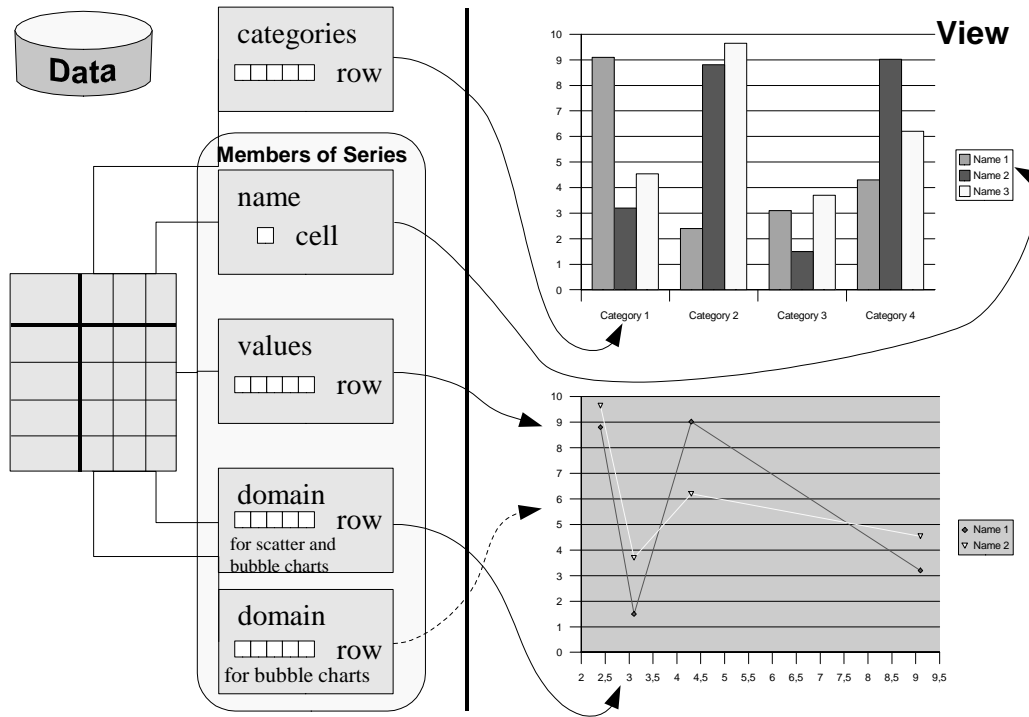 Data
categories
row
Members of Series
name
cell
values
row
domain
row
for scatter and
bubble charts
domain
row
for bubble charts
View
10
9
8
7
6
5
4
3
2
1
0
Category 1 Category 2 Category 3 Category 4
Name 1
Name 2
Name 3
10
9
8
7
6
5
4
3
2
1
0
2 2,5 3 3,5 4 4,5 5 5,5 6 6,5 7 7,5 8 8,5 9 9,5
Name 1
Name 2